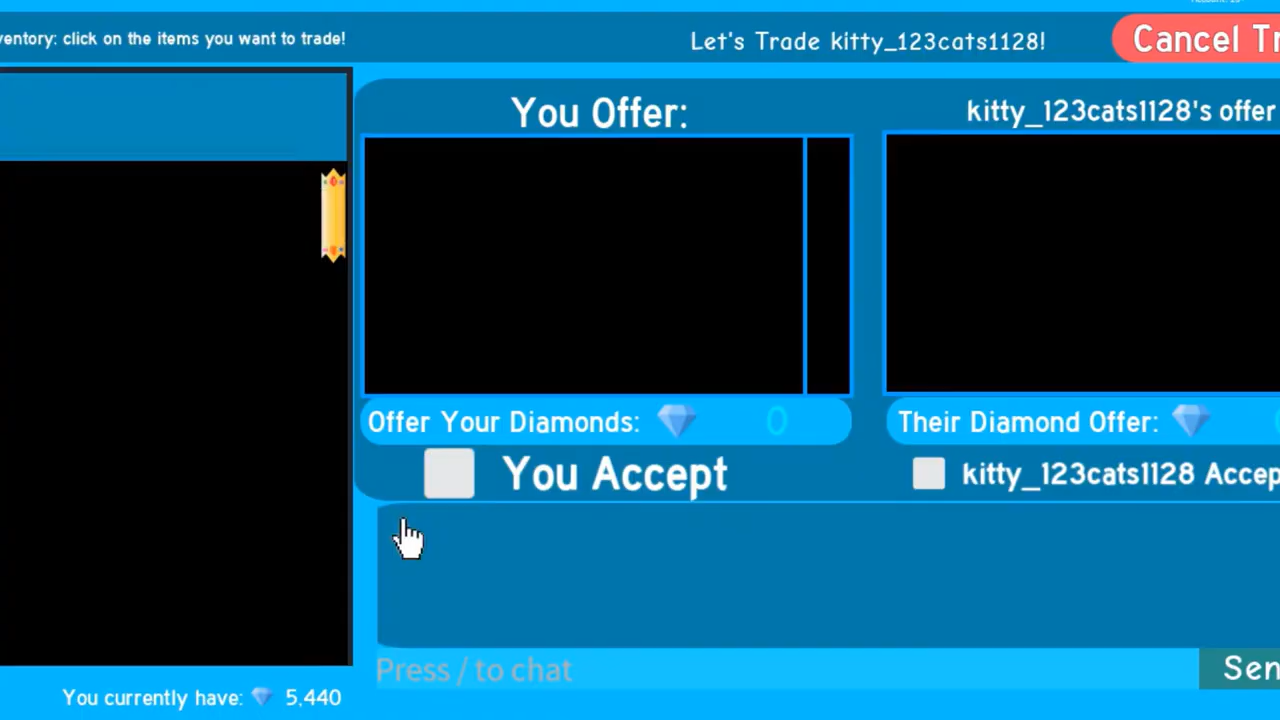 ventory: click on the items you want to trade!
Let's Trade kitty_123cats1128!
Cancel Tr
You Offer:
kitty_123cats1128's offer
Offer Your Diamonds: 0
Their Diamond Offer:
You Accept
kitty_123cats1128 Accep
Press / to chat
Sen
You currently have: 5,440